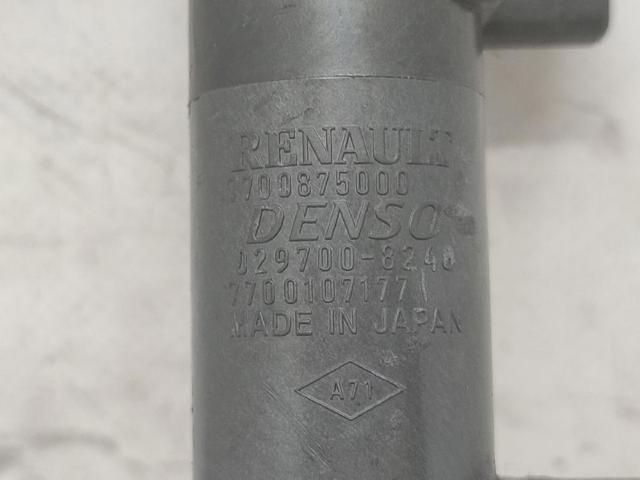 RENAULT
7700875000
DENSO
029700-8240
7700107177
MADE IN JAPAN
A71